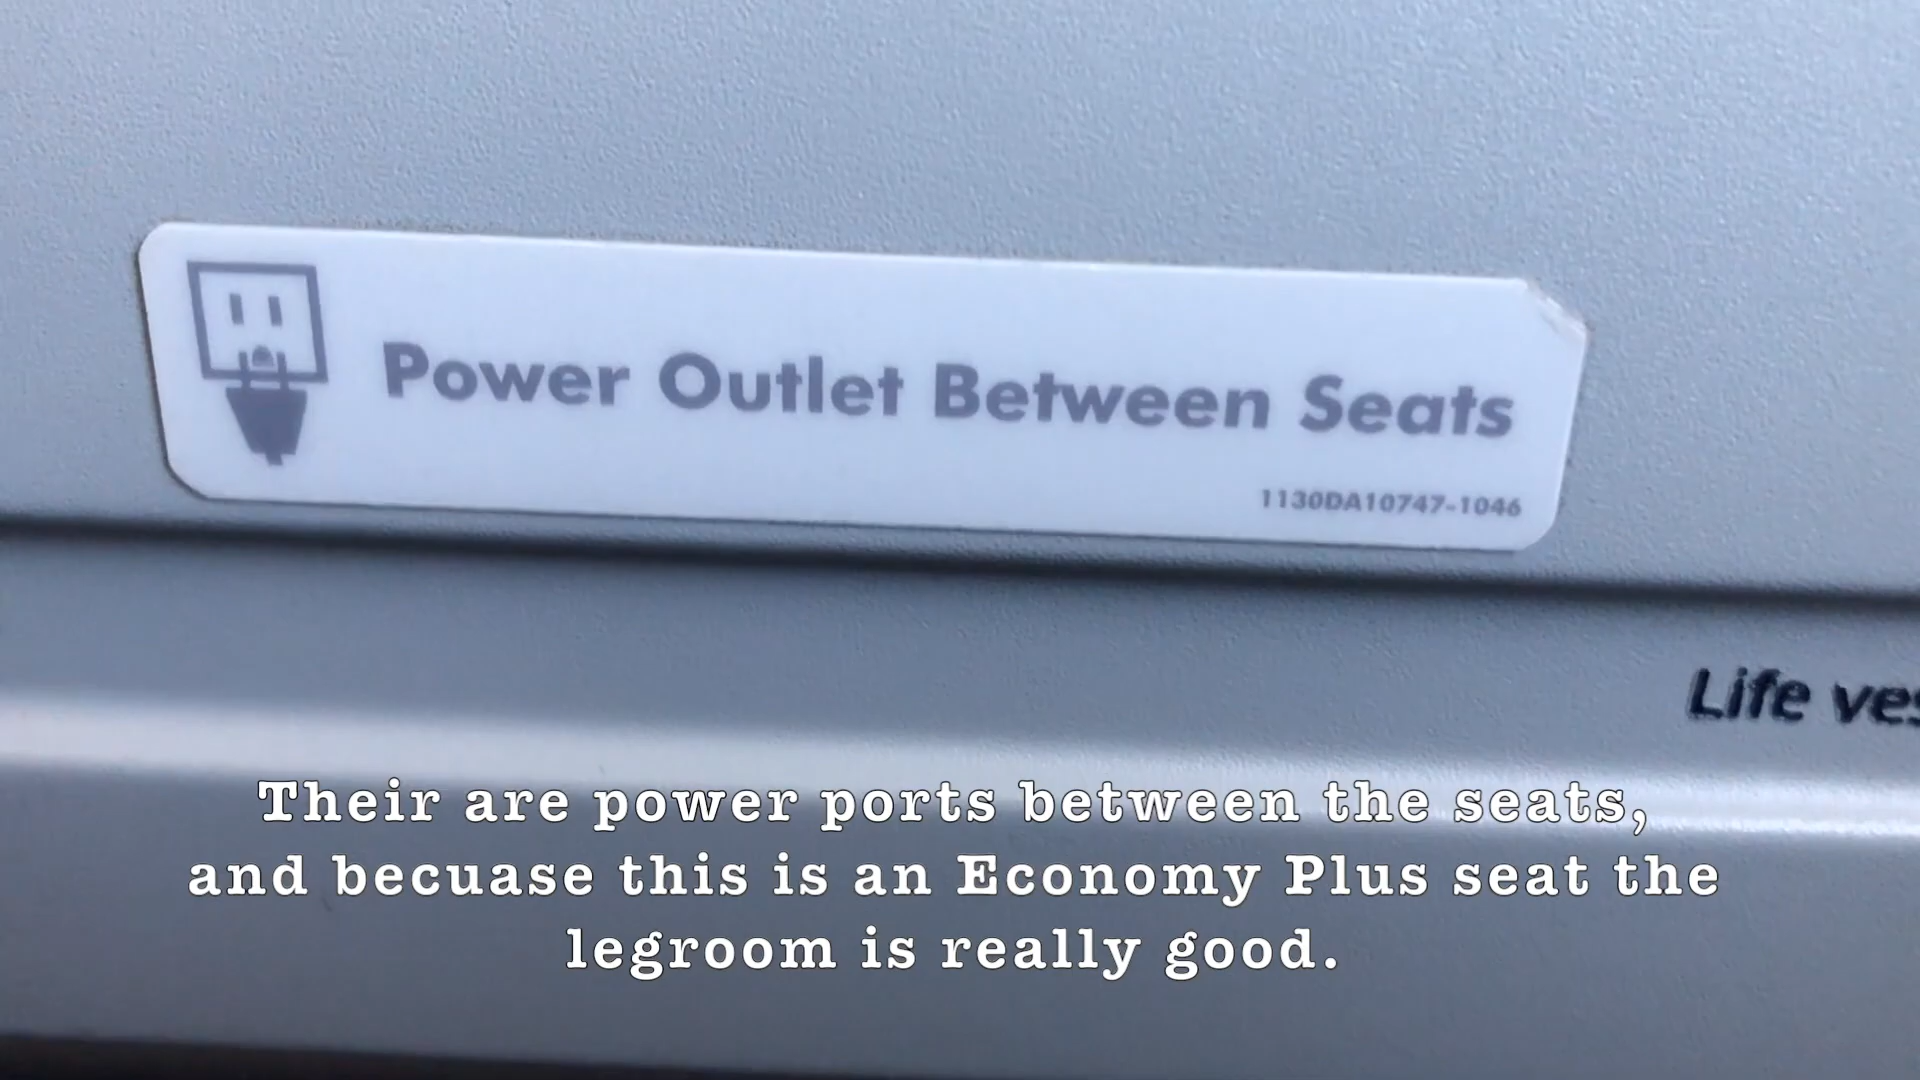 Power Outlet Between Seats
1130DA10747-1046
Life
Their are power ports between the seats,
and becuase this is an Economy Plus seat the
legroom is really good.